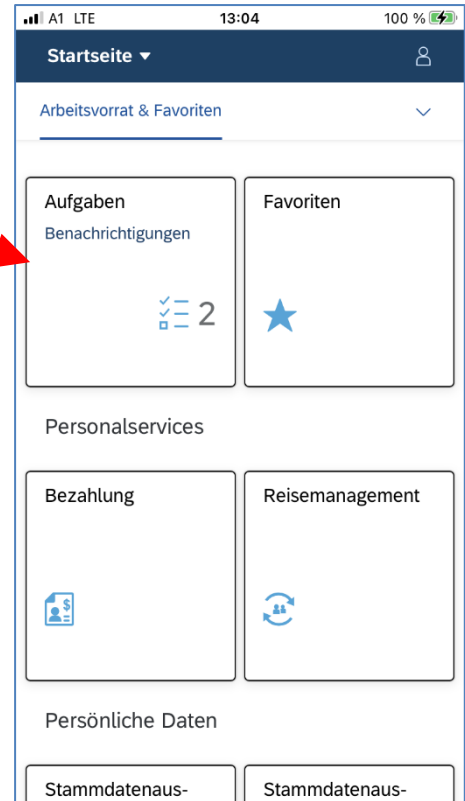 A1 LTE 13:04 100 %
Startseite
Arbeitsvorrat & Favoriten
Aufgaben Favoriten
Benachrichtigungen
2
Personalservices
Bezahlung Reisemanagement
$
Persönliche Daten
Stammdatenaus- Stammdatenaus-